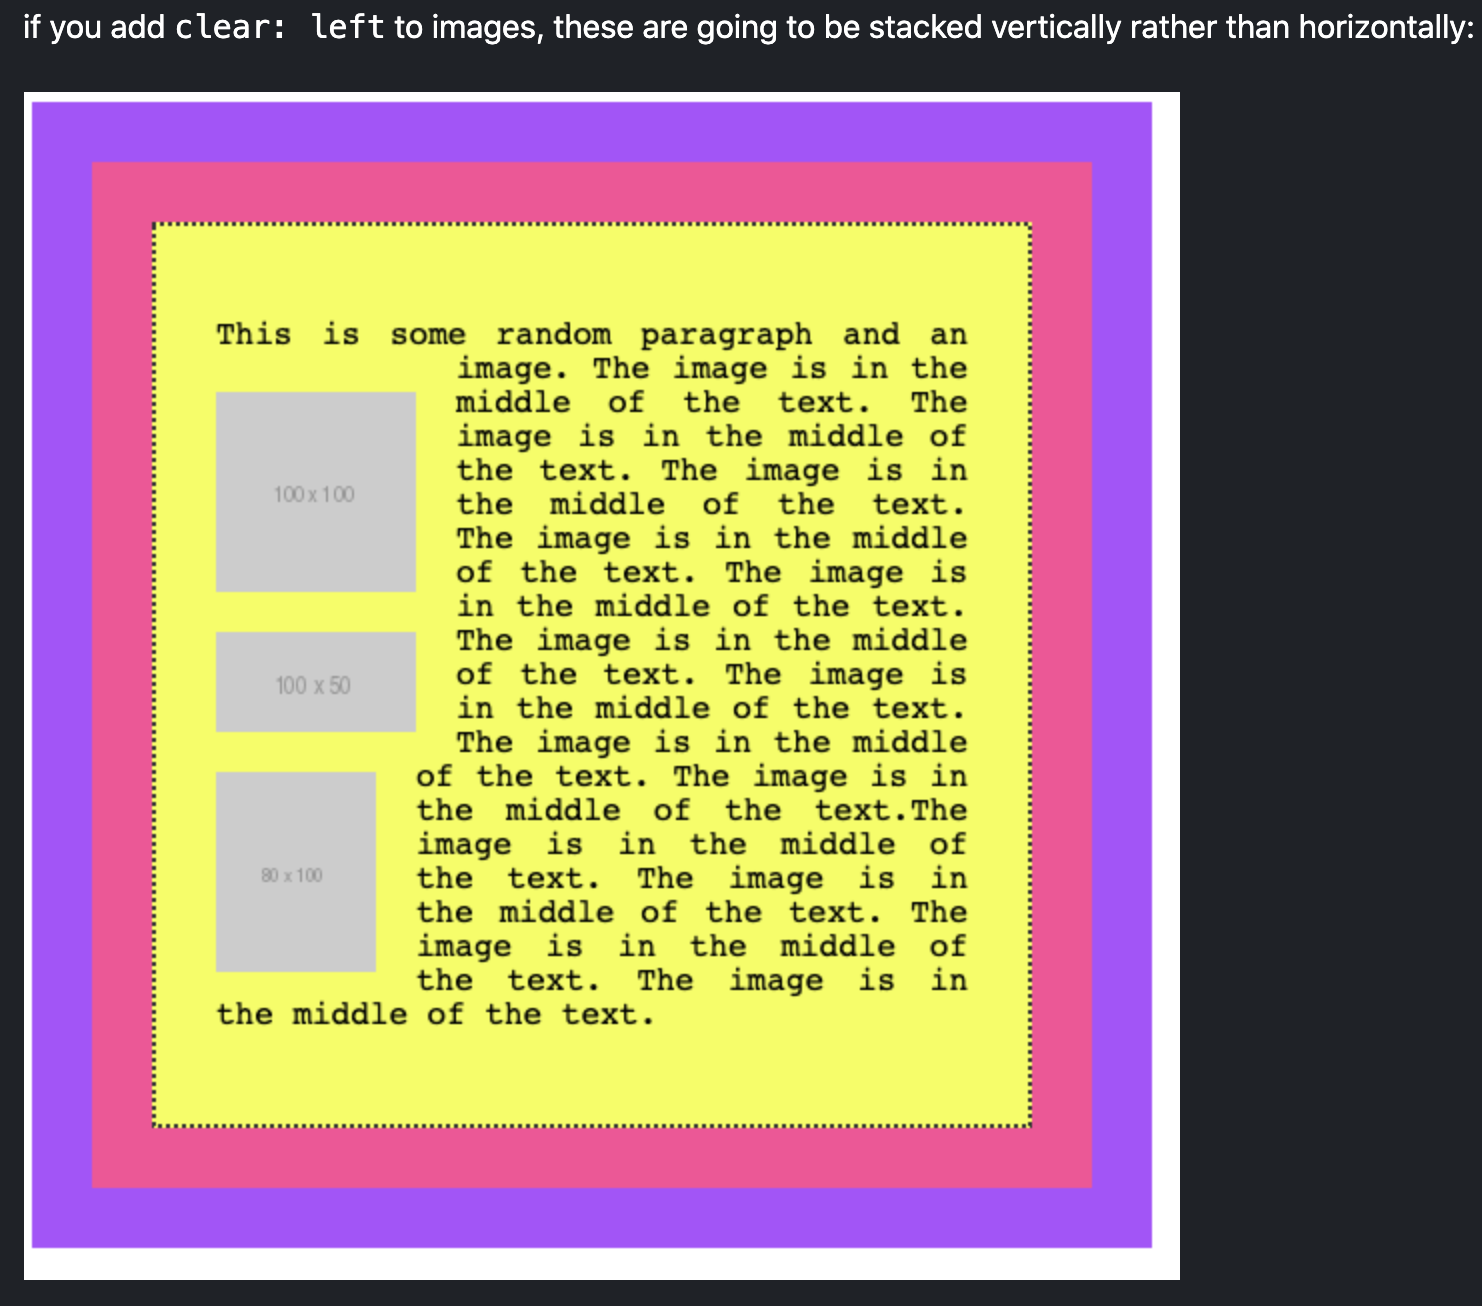 if you add clear: left to images, these are going to be stacked vertically rather than horizontally:
This is some random paragraph and an
image. The image is in the
middle of the text. The
image is in the middle of
the text. The image is in
the middle of the text.
The image is in the middle
of the text. The image is
in the middle of the text.
The image is in the middle
of the text. The image is
in the middle of the text.
The image is in the middle
of the text. The image is in
the middle of the text.The
image is in the middle of
the text. The image is in
the middle of the text. The
image is in the middle of
the text. The image is in
the middle of the text.
100 x 100
100 x 50
80 x 100